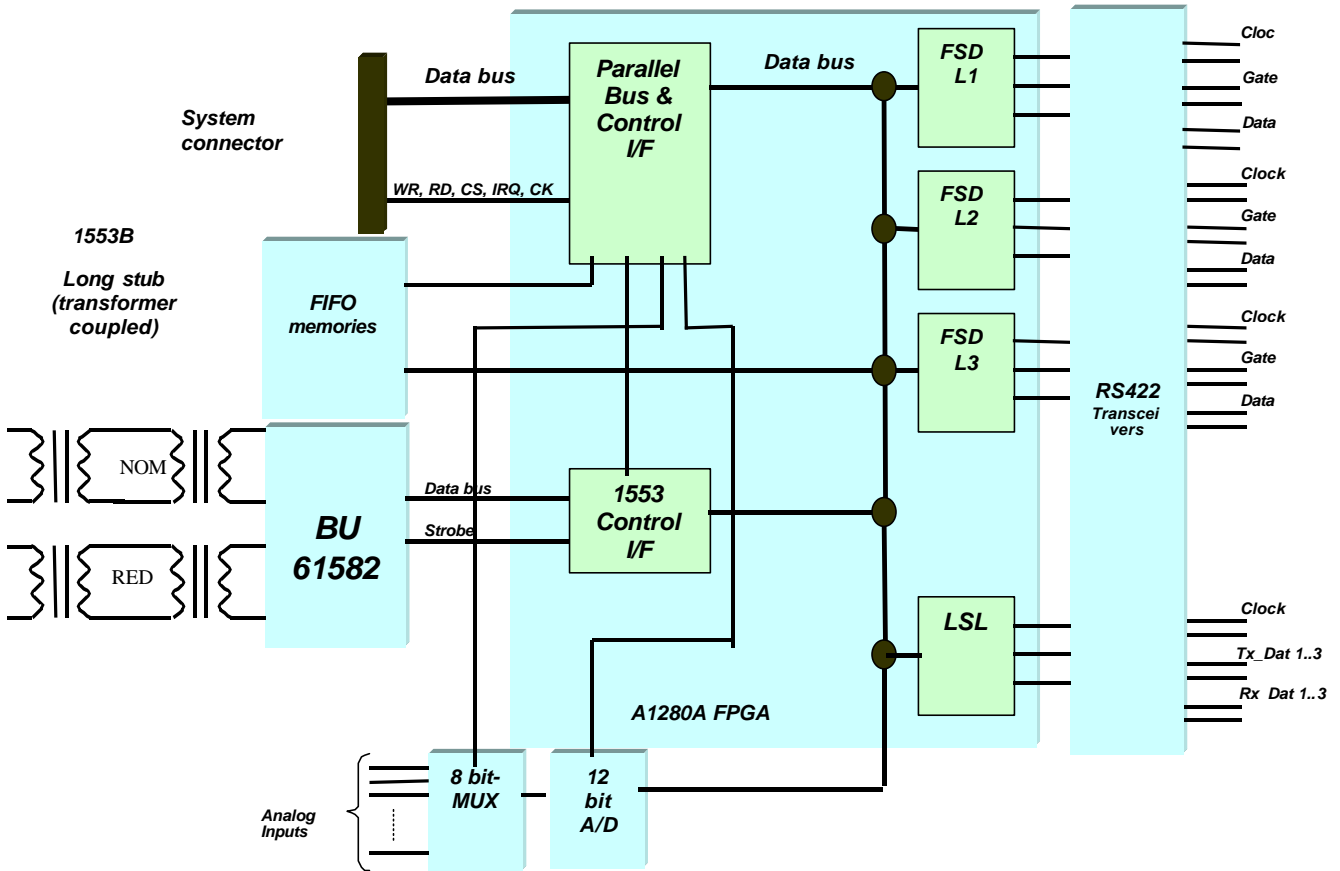 Data bus
System
connector
WR, RD, CS, IRQ, CK
1553B
Long stub
(transformer
coupled)
FIFO
memories
NOM
RED
BU
61582
Data bus
Strobe
Parallel
Bus &
Control
I/F
Data bus
1553
Control
I/F
A1280A FPGA
FSD
L1
FSD
L2
FSD
L3
LSL
RS422
Transcei
vers
Cloc
Gate
Data
Clock
Gate
Data
Clock
Gate
Data
Clock
Tx_Dat 1..3
Rx Dat 1..3
Analog
Inputs
8 bit-
MUX
12
bit
A/D